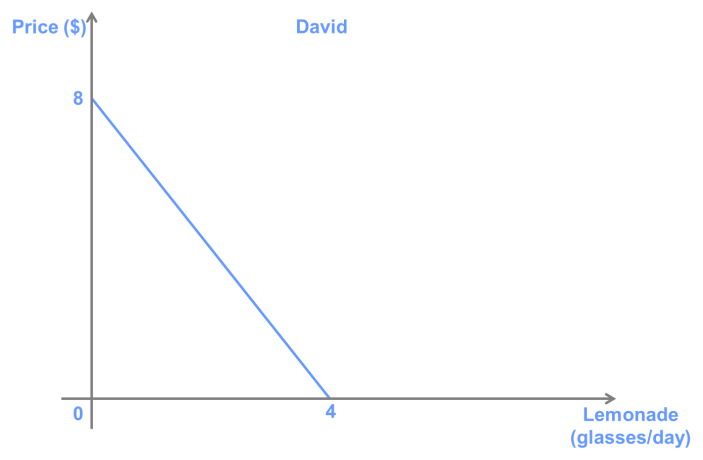 Price ($)
David
8
0
4
Lemonade
(glasses/day)